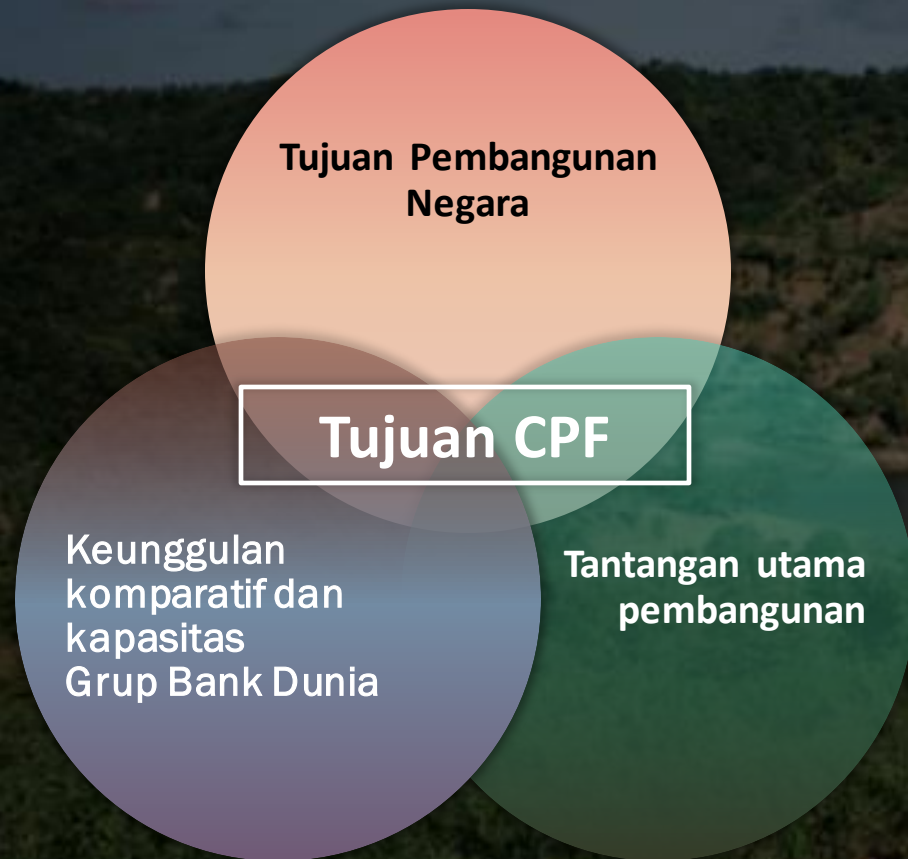 Tujuan Pembangunan
Negara
Tujuan CPF
Keunggulan
komparatif dan
kapasitas
Grup Bank Dunia
Tantangan utama
pembangunan